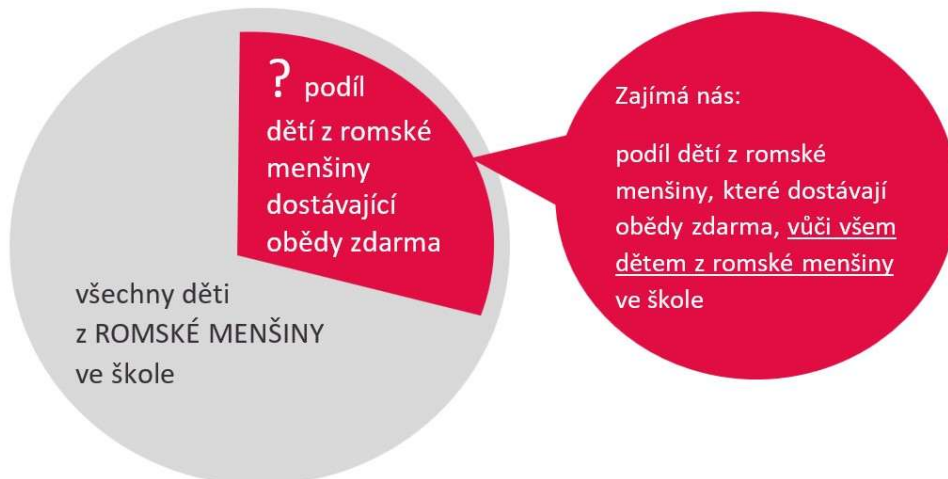 ? podíl
dětí z romské
menšiny
dostávající
obědy zdarma
všechny děti
z ROMSKÉ MENŠINY
ve škole
Zajímá nás:
podíl dětí z romské
menšiny, které dostávají
obědy zdarma, vůči všem
dětem z romské menšiny
ve škole